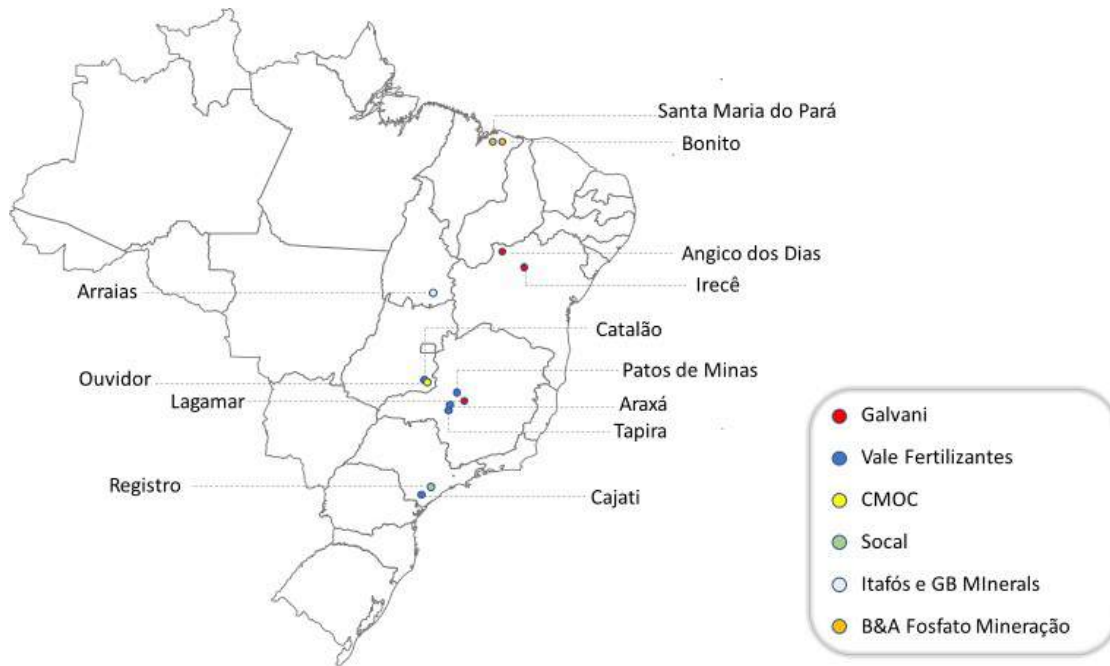 Santa Maria do Pará
Bonito
Angico dos Dias
Irecê
Arraias
Catalão
Patos de Minas
Ouvidor
Lagamar
Araxá
Tapira
Registro
Cajati
Galvani
Vale Fertilizantes
CMOC
Socal
Itafós e GB MInerals
B&A Fosfato Mineração